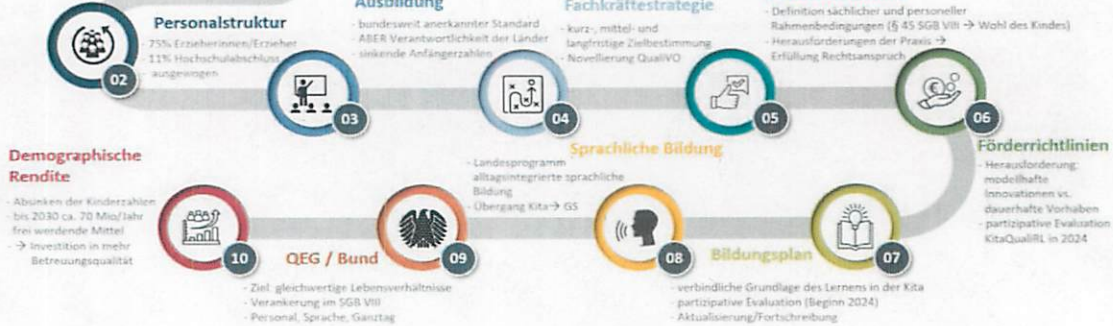 Personalstruktur
- 75% Erzieherinnen/Erzieher
- 11% Hochschulabschluss
ausgewogen
02
Ausbildung
- bundesweit anerkannter Standard
- ABER Verantwortlichkeit der Länder
- sinkende Anfängerzahlen
03
Fachkräftestrategie
- kurz-, mittel- und
langfristige Zielbestimmung
- Novellierung QualiVO
04
- Definition sächlicher und personeller
Rahmenbedingungen (§ 45 SGB VIII → Wohl des Kindes)
- Herausforderungen der Praxis →
Erfüllung Rechtsanspruch
05
06
Förderrichtlinien
- Herausforderung:
modellhafte
Innovationen vs.
dauerhafte Vorhaben
- partizipative Evaluation
KitaQualiRL in 2024
Bildungsplan
07
- verbindliche Grundlage des Lernens in der Kita
- partizipative Evaluation (Beginn 2024)
- Aktualisierung/Fortschreibung
Sprachliche Bildung
- Landesprogramm
alltagsintegrierte sprachliche
Bildung
- Übergang Kita→ GS
08
QEG / Bund
09
- Ziel: gleichwertige Lebensverhältnisse
- Verankerung im SGB VIII
- Personal, Sprache, Ganztag
Demographische
Rendite
- Absinken der Kinderzahlen
- bis 2030 ca. 70 Mio/Jahr
frei werdende Mittel
- → Investition in mehr
Betreuungsqualität
10